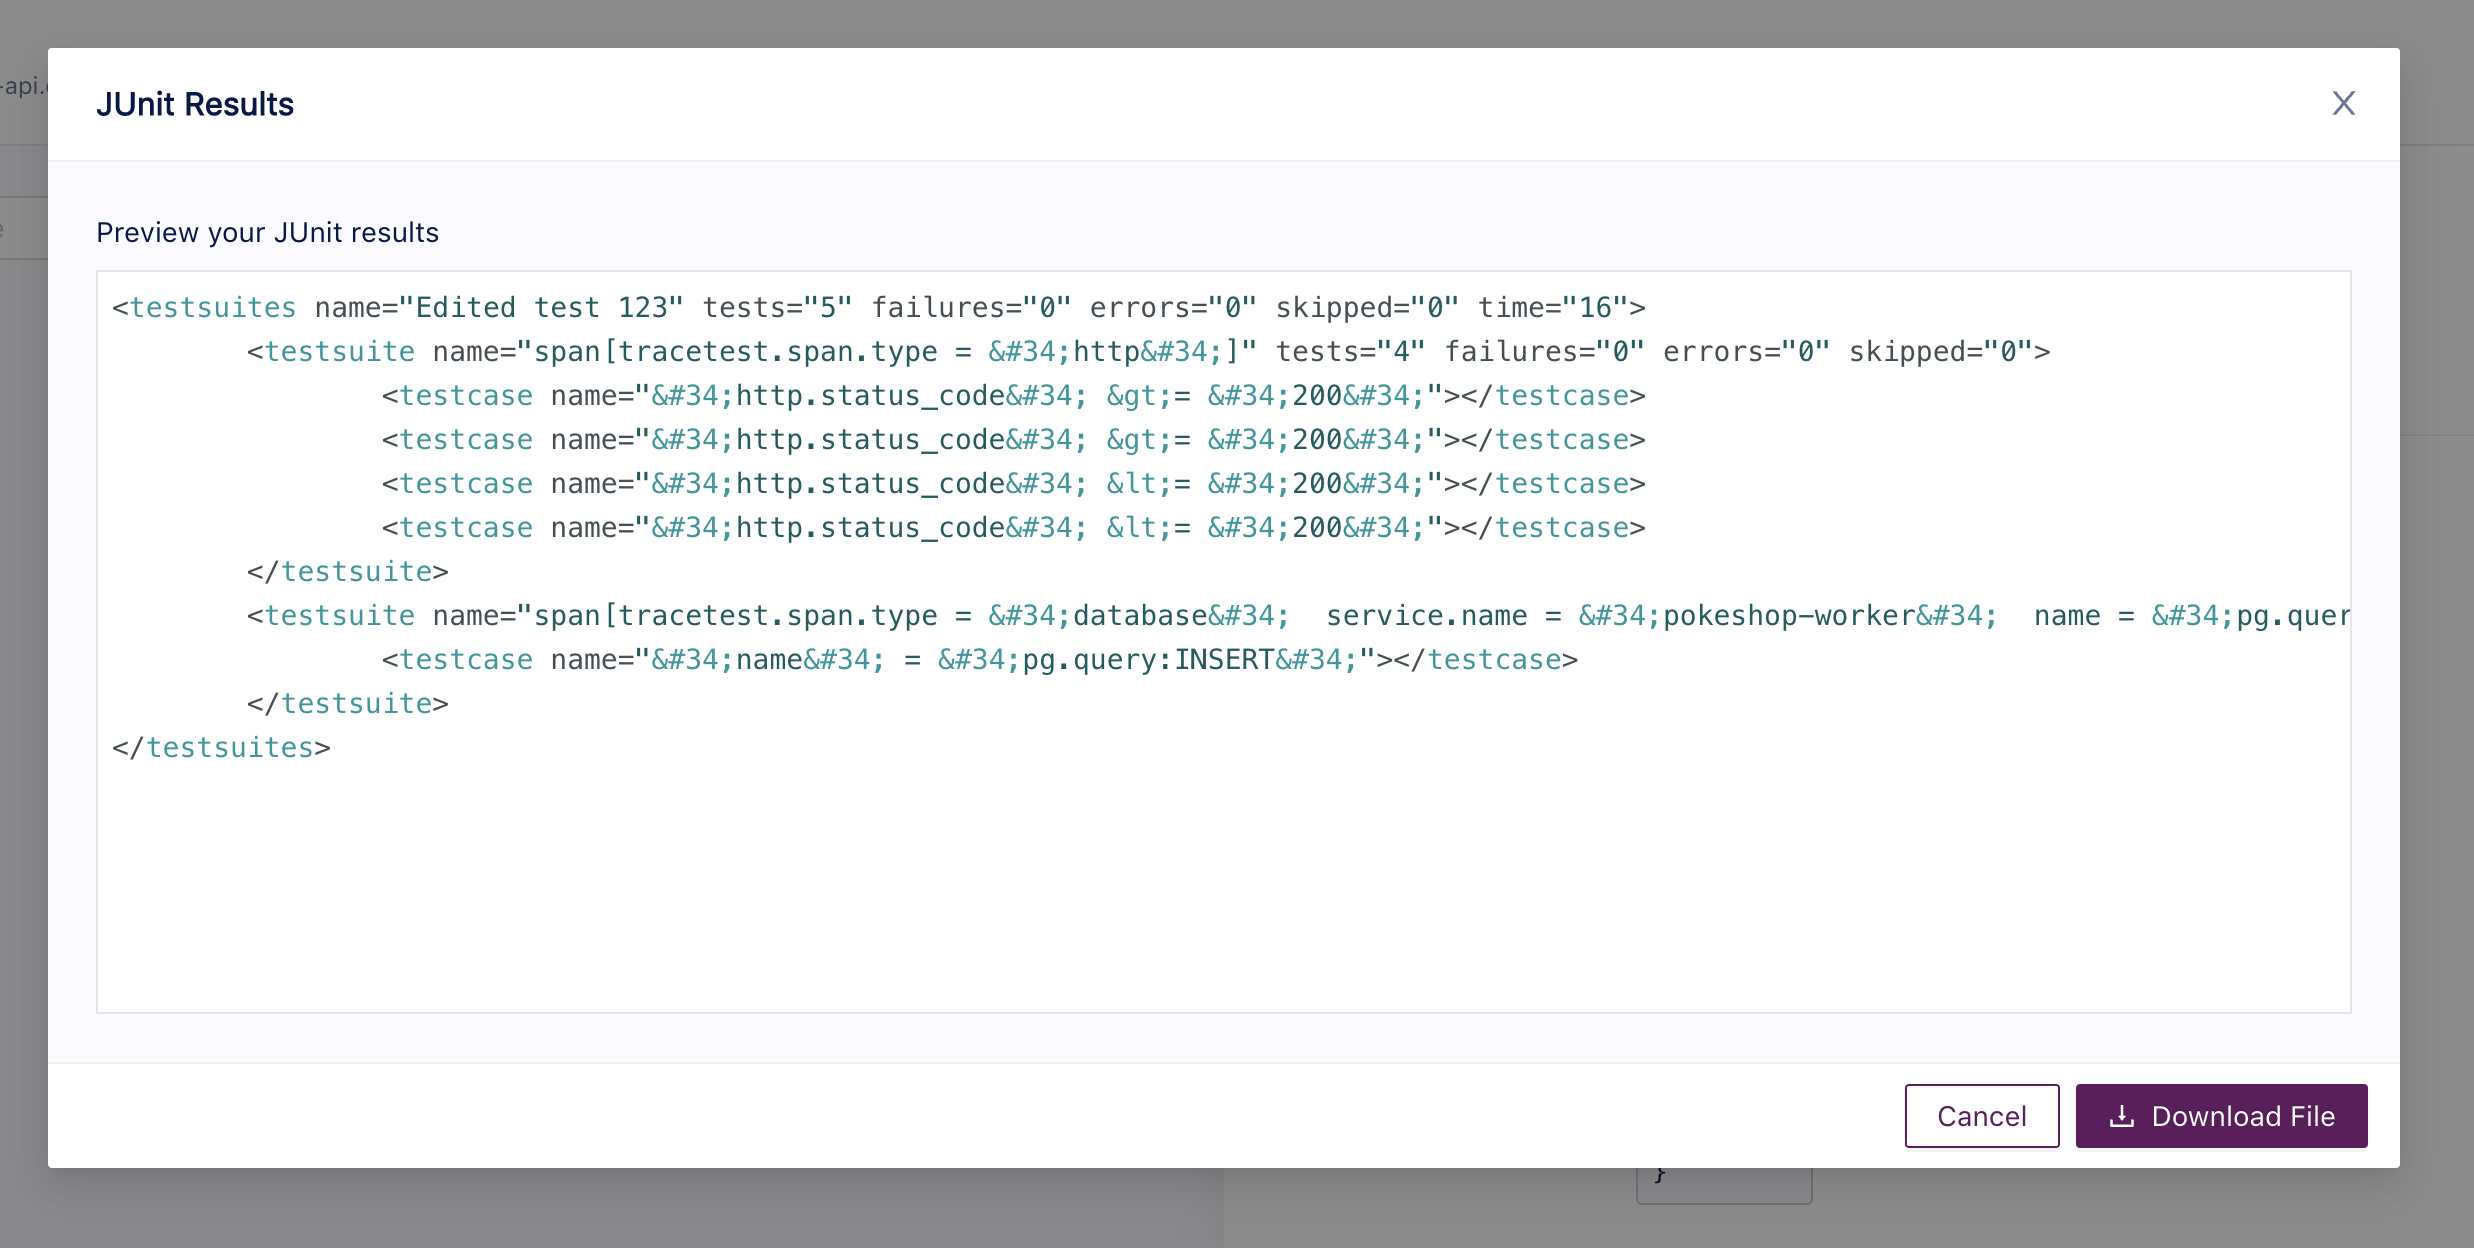 -api.
JUnit Results
Preview your JUnit results
<testsuites name="Edited test 123" tests="5" failures="0" errors="0" skipped="0" time="16">
<testsuite name="span[tracetest.span.type = &#34;http&#34;]" tests="4" failures="0" errors="0" skipped="0">
<testcase name="&#34;http.status_code&#34; &gt;= &#34;200&#34;"></testcase>
<testcase name="&#34;http.status_code&#34; &gt;= &#34;200&#34;"></testcase>
<testcase name="&#34;http.status_code&#34; &lt;= &#34;200&#34;"></testcase>
<testcase name="&#34;http.status_code&#34; &lt;= &#34;200&#34;"></testcase>
</testsuite>
<testsuite name="span[tracetest.span.type = &#34;database&#34;  service.name = &#34;pokeshop-worker&#34;  name = &#34;pg.quer
<testcase name="&#34;name&#34; = &#34;pg.query:INSERT&#34;"></testcase>
</testsuite>
</testsuites>
Cancel
Download File
}